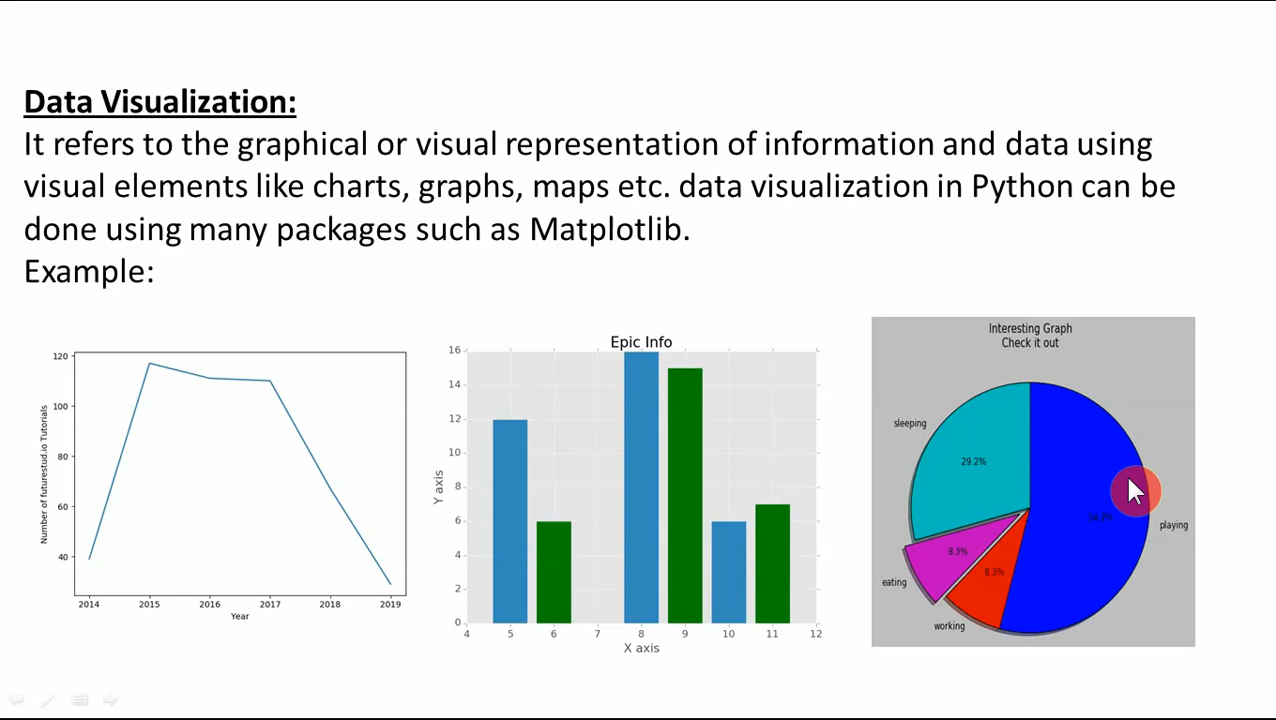 Data Visualization:
It refers to the graphical or visual representation of information and data using
visual elements like charts, graphs, maps etc. data visualization in Python can be
done using many packages such as Matplotlib.
Example:
120
100
80
60
40
Number of futurestud.io Tutorials
2014 2015 2016 2017 2018 2019
Year
Epic Info
16
14
12
10
8
6
4
2
0
Y axis
4 5 6 7 8 9 10 11 12
X axis
Interesting Graph
Check it out
sleeping
29.2%
54.2%
playing
8.3%
eating
8.3%
working